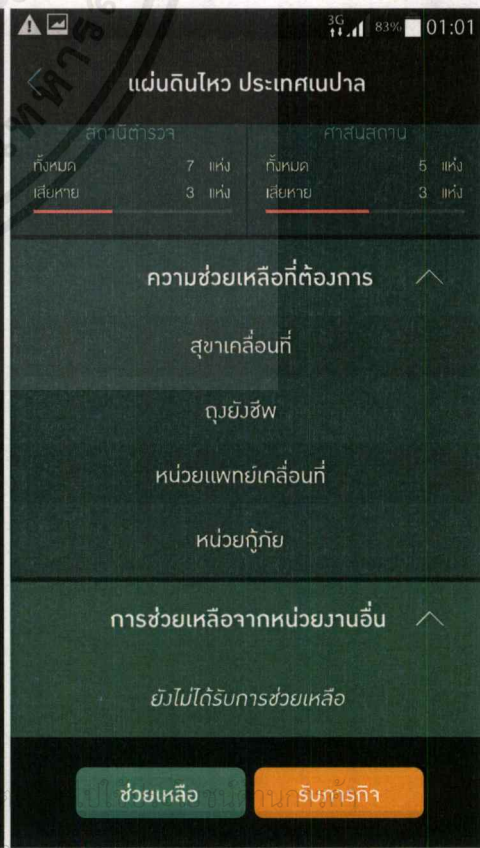 3G 83% 01:01
แผ่นดินไหว ประเทศเนปาล
สถานีตำรวจ ศาสนสถาน
ทั้งหมด 7 แห่ง ทั้งหมด 5 แห่ง
เสียหาย 3 แห่ง เสียหาย 3 แห่ง
ความช่วยเหลือที่ต้องการ
สุขาเคลื่อนที่
ถุงยังชีพ
หน่วยแพทย์เคลื่อนที่
หน่วยกู้ภัย
การช่วยเหลือจากหน่วยงานอื่น
ยังไม่ได้รับการช่วยเหลือ
ช่วยเหลือ รับภารกิจ